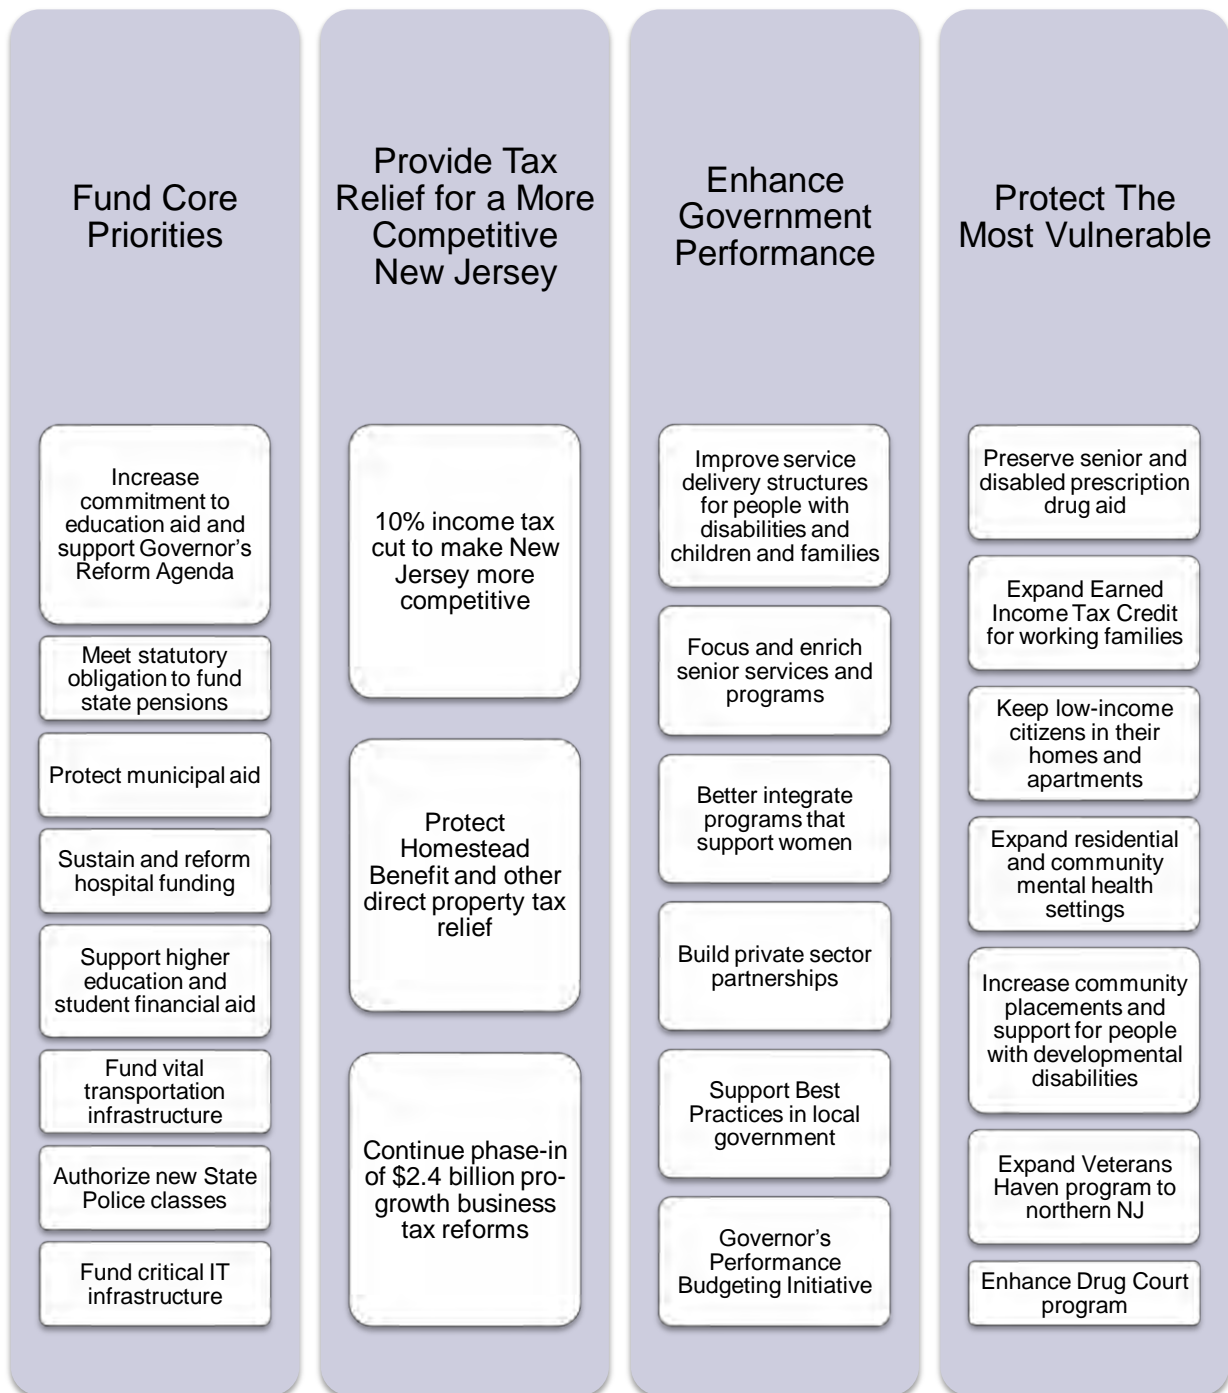 Fund Core
Priorities
Increase
commitment to
education aid and
support Governor’s
Reform Agenda
Meet statutory
obligation to fund
state pensions
Protect municipal aid
Sustain and reform
hospital funding
Support higher
education and
student financial aid
Fund vital
transportation
infrastructure
Authorize new State
Police classes
Fund critical IT
infrastructure
Provide Tax
Relief for a More
Competitive
New Jersey
10% income tax
cut to make New
Jersey more
competitive
Protect
Homestead
Benefit and other
direct property tax
relief
Continue phase-in
of $2.4 billion pro-
growth business
tax reforms
Enhance
Government
Performance
Improve service
delivery structures
for people with
disabilities and
children and families
Focus and enrich
senior services and
programs
Better integrate
programs that
support women
Build private sector
partnerships
Support Best
Practices in local
government
Governor’s
Performance
Budgeting Initiative
Protect The
Most Vulnerable
Preserve senior and
disabled prescription
drug aid
Expand Earned
Income Tax Credit
for working families
Keep low-income
citizens in their
homes and
apartments
Expand residential
and community
mental health
settings
Increase community
placements and
support for people
with developmental
disabilities
Expand Veterans
Haven program to
northern NJ
Enhance Drug Court
program